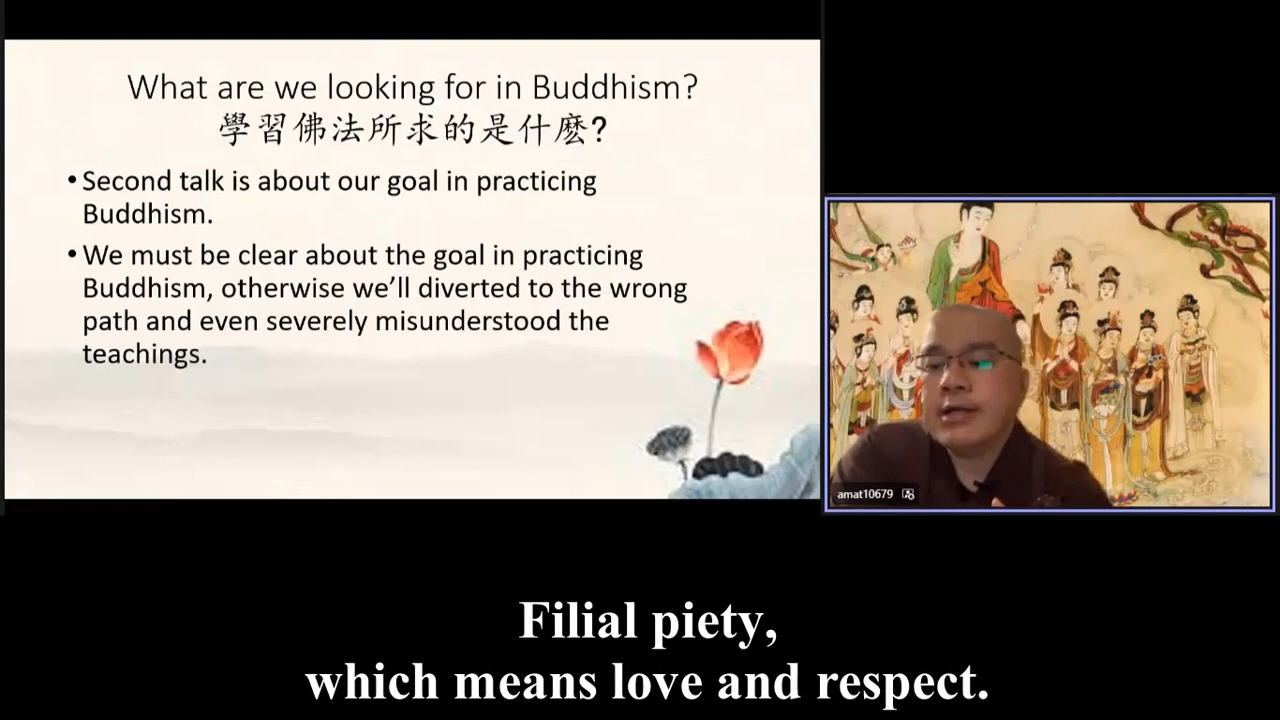 What are we looking for in Buddhism?
學習佛法所求的是什麼?
• Second talk is about our goal in practicing
Buddhism.
• We must be clear about the goal in practicing
Buddhism, otherwise we’ll diverted to the wrong
path and even severely misunderstood the
teachings.
amat10679
Filial piety,
which means love and respect.